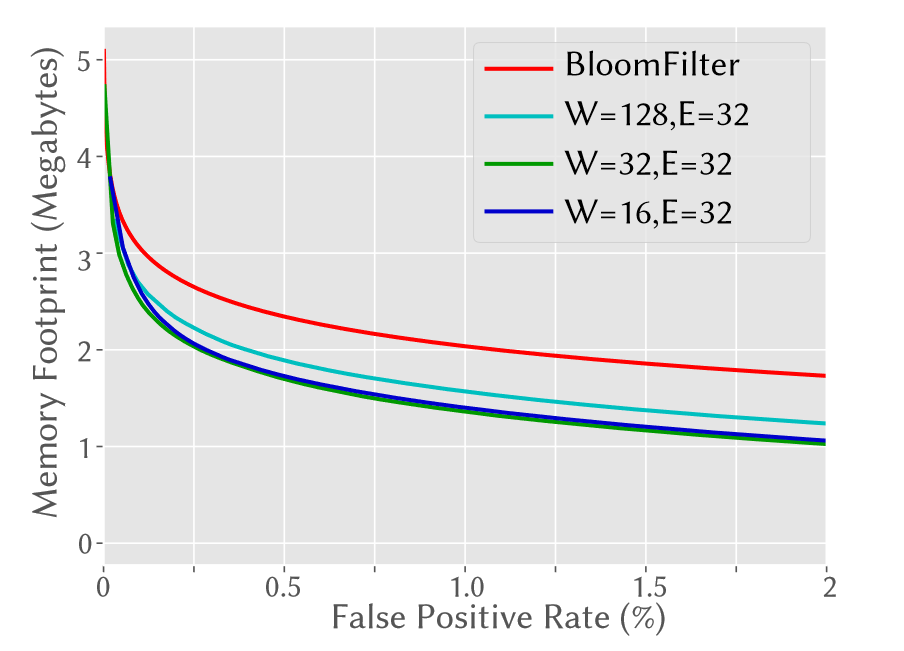 BloomFilter
W=128,E=32
W=32,E=32
W=16,E=32
Memory Footprint (Megabytes)
5
4
3
2
1
0
0 0.5 1.0 1.5 2
False Positive Rate (%)